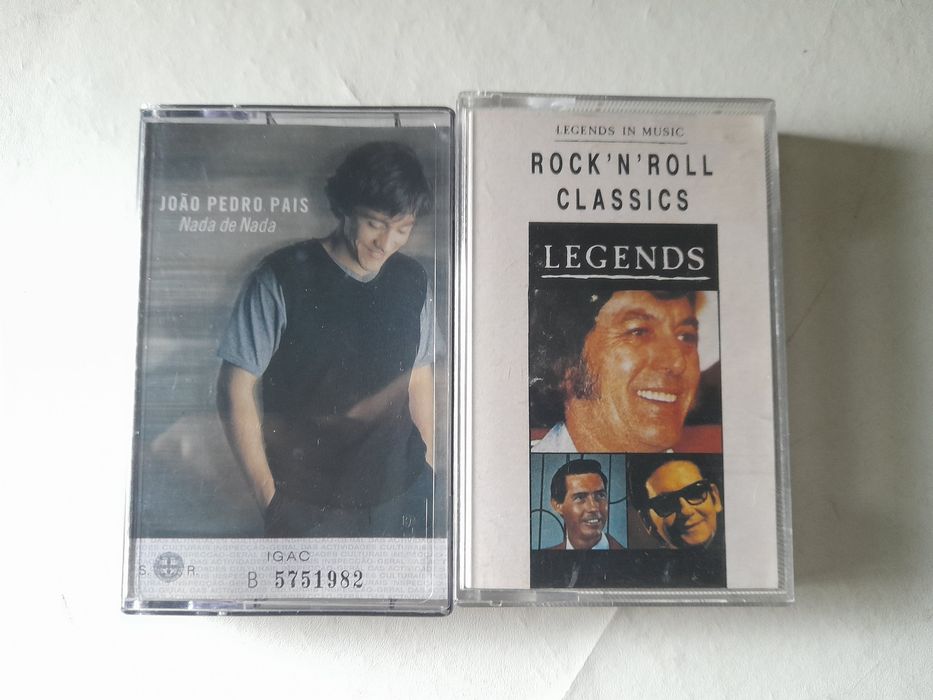 JOÃO PEDRO PAIS
Nada de Nada
IGAC
S. R.
B 5751982
LEGENDS IN MUSIC
ROCK'N'ROLL
CLASSICS
LEGENDS